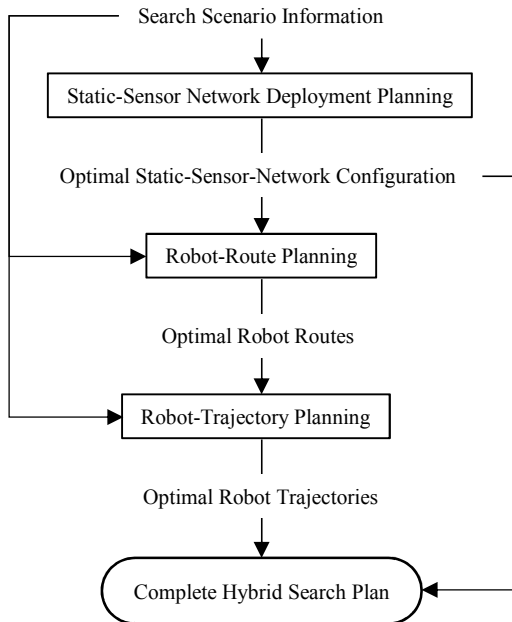 Search Scenario Information
Static-Sensor Network Deployment Planning
Optimal Static-Sensor-Network Configuration
Robot-Route Planning
Optimal Robot Routes
Robot-Trajectory Planning
Optimal Robot Trajectories
Complete Hybrid Search Plan